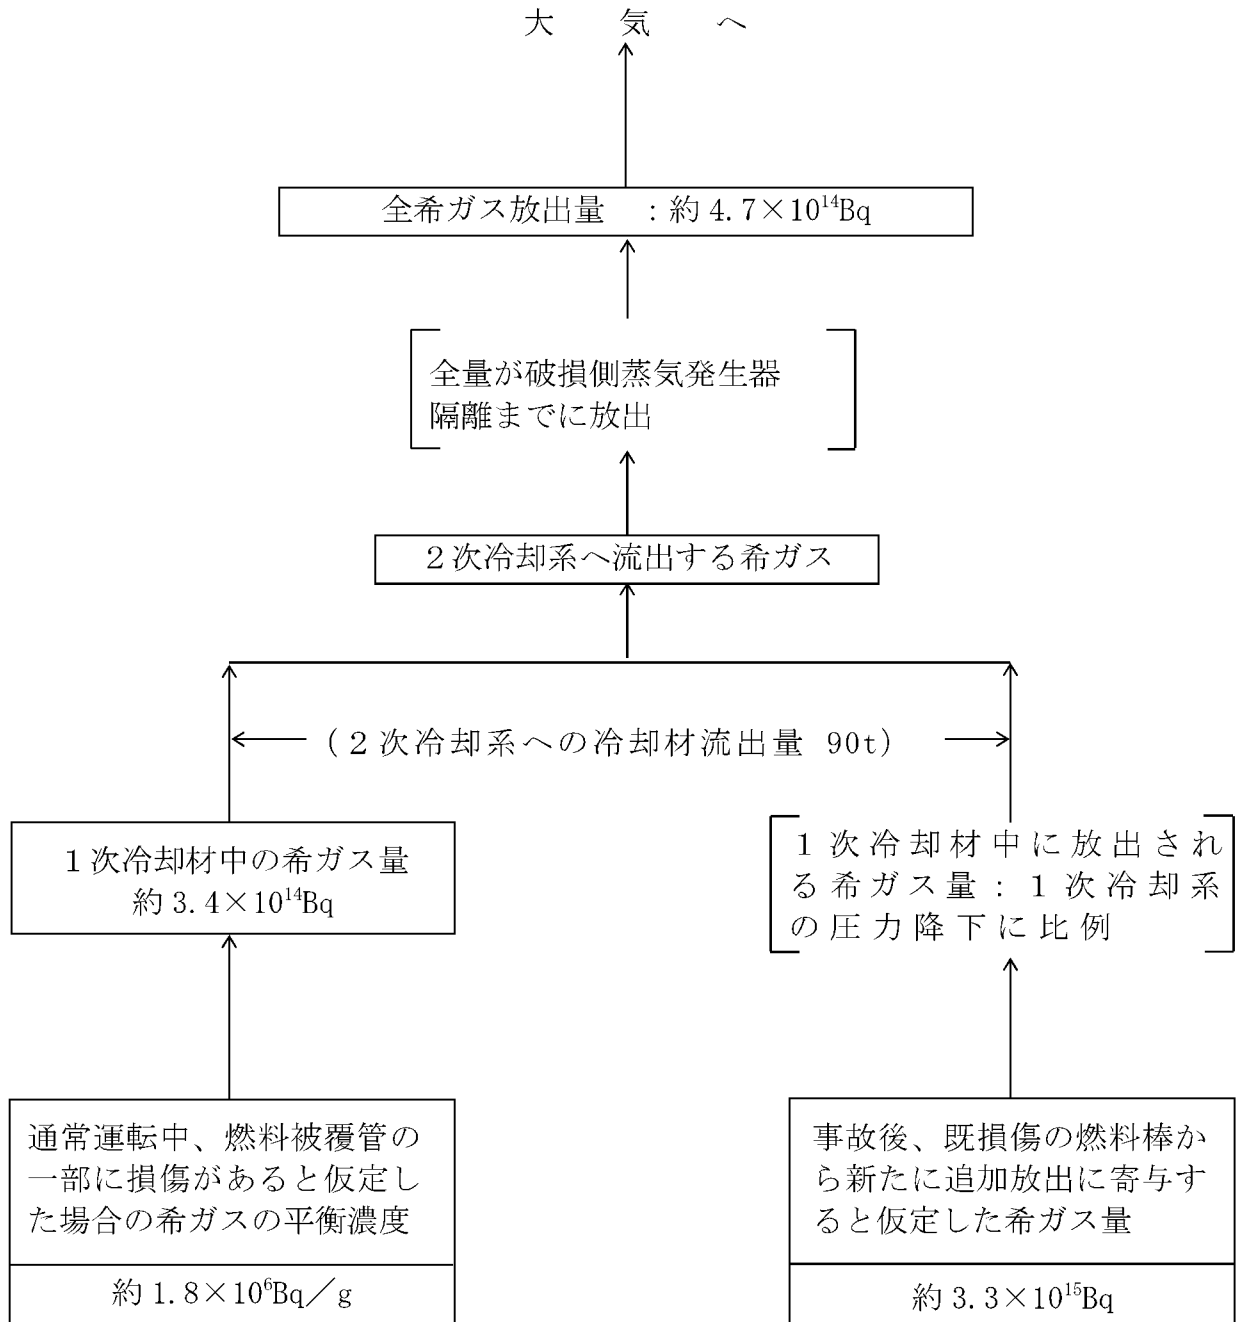 大　気　へ
全希ガス放出量　：約 4.7×10¹⁴Bq
全量が破損側蒸気発生器
隔離までに放出
２次冷却系へ流出する希ガス
（２次冷却系への冷却材流出量 90t）
１次冷却材中の希ガス量
約 3.4×10¹⁴Bq
１次冷却材中に放出され
る希ガス量：１次冷却系
の圧力降下に比例
通常運転中、燃料被覆管の
一部に損傷があると仮定し
た場合の希ガスの平衡濃度
約 1.8×10⁶Bq／g
事故後、既損傷の燃料棒か
ら新たに追加放出に寄与す
ると仮定した希ガス量
約 3.3×10¹⁵Bq